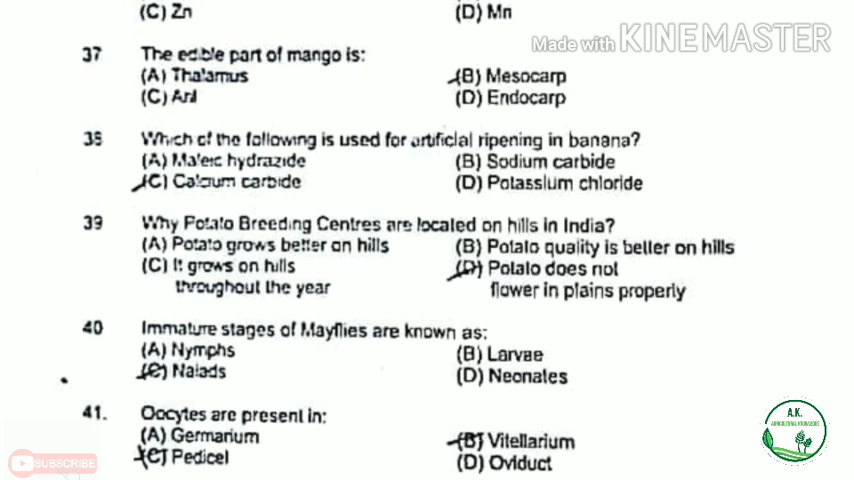 (C) Zn (D) Mn
Made with KINEMASTER
37 The edible part of mango is:
(A) Thalamus (B) Mesocarp
(C) Aril (D) Endocarp
38 Which of the following is used for artificial ripening in banana?
(A) Maleic hydrazide (B) Sodium carbide
(C) Calcium carbide (D) Potassium chloride
39 Why Potato Breeding Centres are located on hills in India?
(A) Potato grows better on hills (B) Potato quality is better on hills
(C) It grows on hills (D) Potato does not
throughout the year flower in plains properly
40 Immature stages of Mayflies are known as:
(A) Nymphs (B) Larvae
(C) Naiads (D) Neonates
41. Oocytes are present in:
(A) Germarium (B) Vitellarium
(C) Pedicel (D) Oviduct
SUBSCRIBE
A.K.
AGRICULTURAL KNOWLEDGE